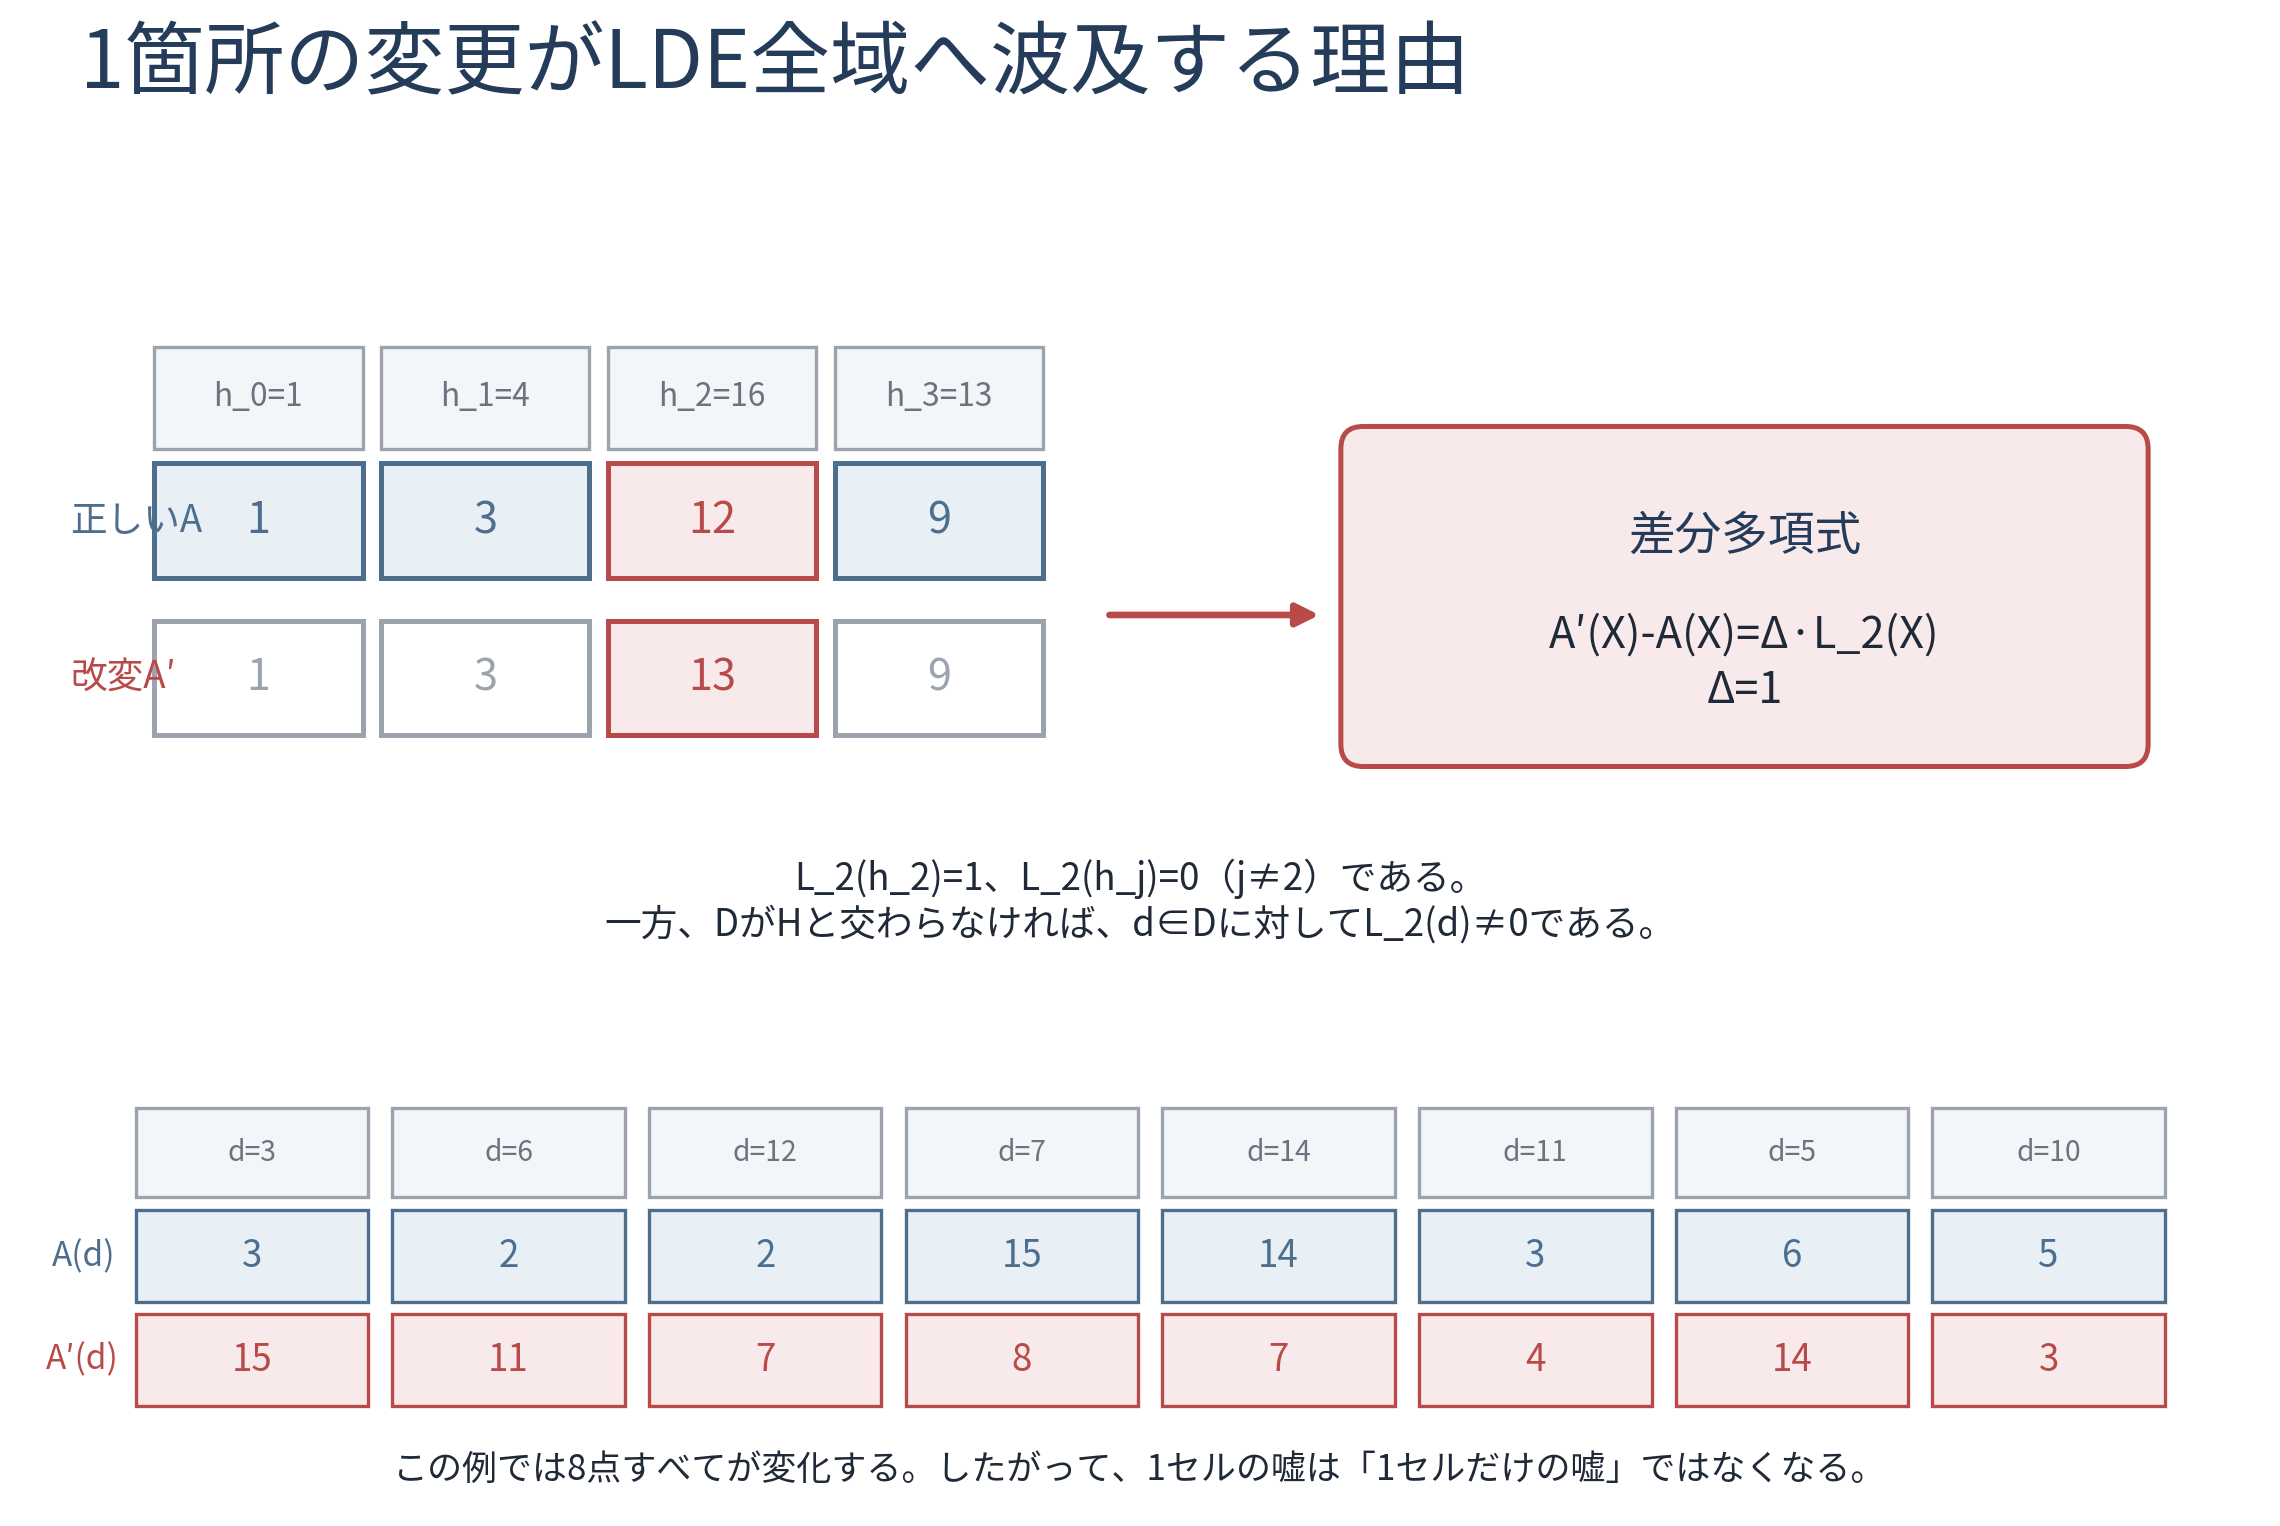 1箇所の変更がLDE全域へ波及する理由
h_0=1 h_1=4 h_2=16 h_3=13
正しいA 1 3 12 9
改変A′ 1 3 13 9
差分多項式
A′(X)-A(X)=Δ·L_2(X)
Δ=1
L_2(h_2)=1、L_2(h_j)=0（j≠2）である。
一方、DがHと交わらなければ、d∈Dに対してL_2(d)≠0である。
d=3 d=6 d=12 d=7 d=14 d=11 d=5 d=10
A(d) 3 2 2 15 14 3 6 5
A′(d) 15 11 7 8 7 4 14 3
この例では8点すべてが変化する。したがって、1セルの嘘は「1セルだけの嘘」ではなくなる。